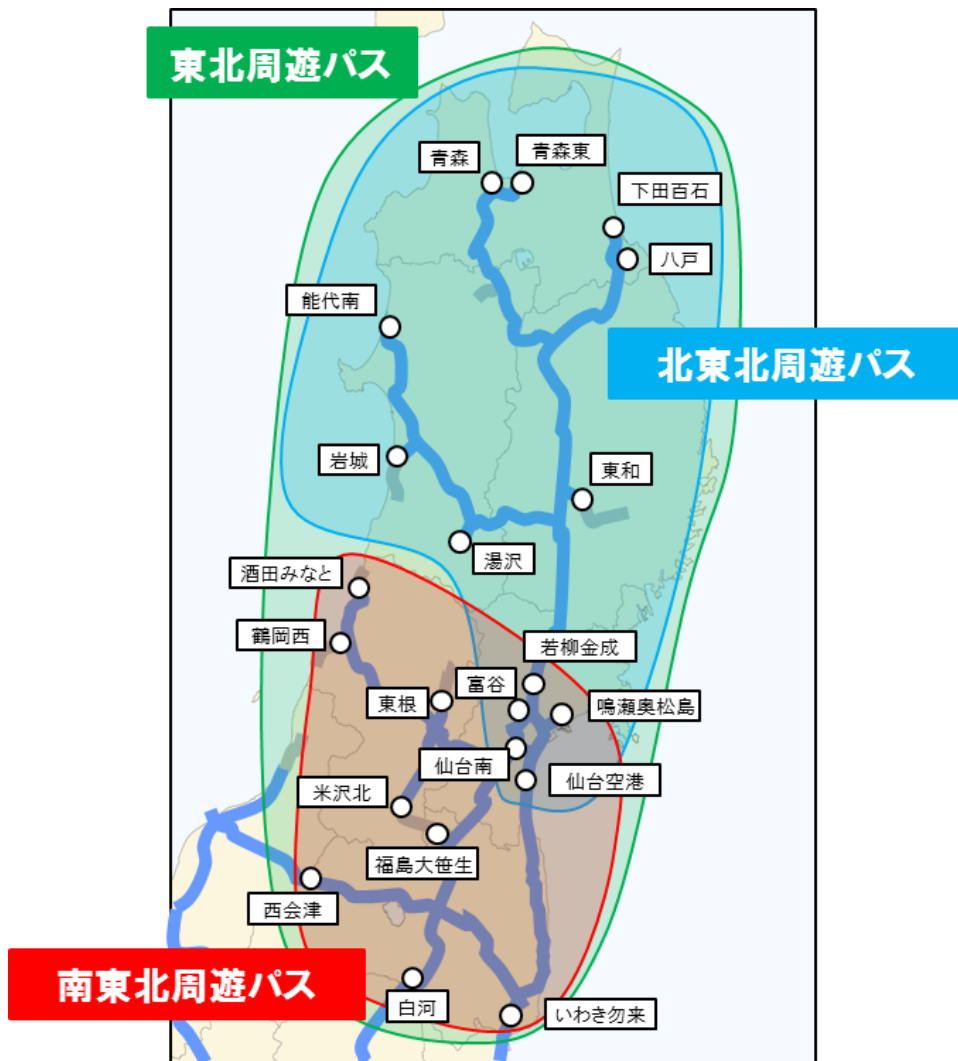 東北周遊パス
青森
青森東
下田百石
八戸
能代南
北東北周遊パス
岩城
東和
湯沢
酒田みなと
鶴岡西
若柳金成
富谷
東根
鳴瀬奥松島
仙台南
仙台空港
米沢北
福島大笹生
西会津
南東北周遊パス
白河
いわき勿来